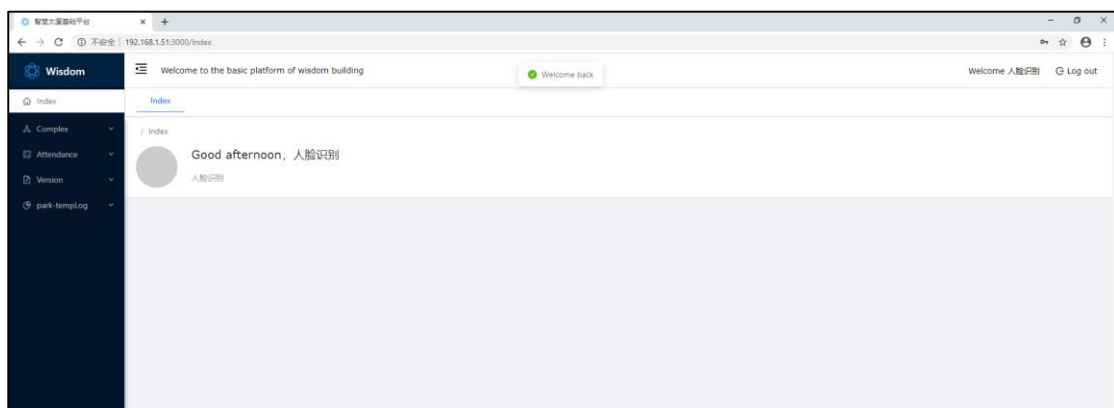 智慧大厦基础平台
不安全 192.168.1.51:3000/Index
Wisdom
Welcome to the basic platform of wisdom building
Welcome back
Welcome 人脸识别
Log out
Index
Index
Complex
/ Index
Attendance
Good afternoon, 人脸识别
Version
人脸识别
park-tempLog